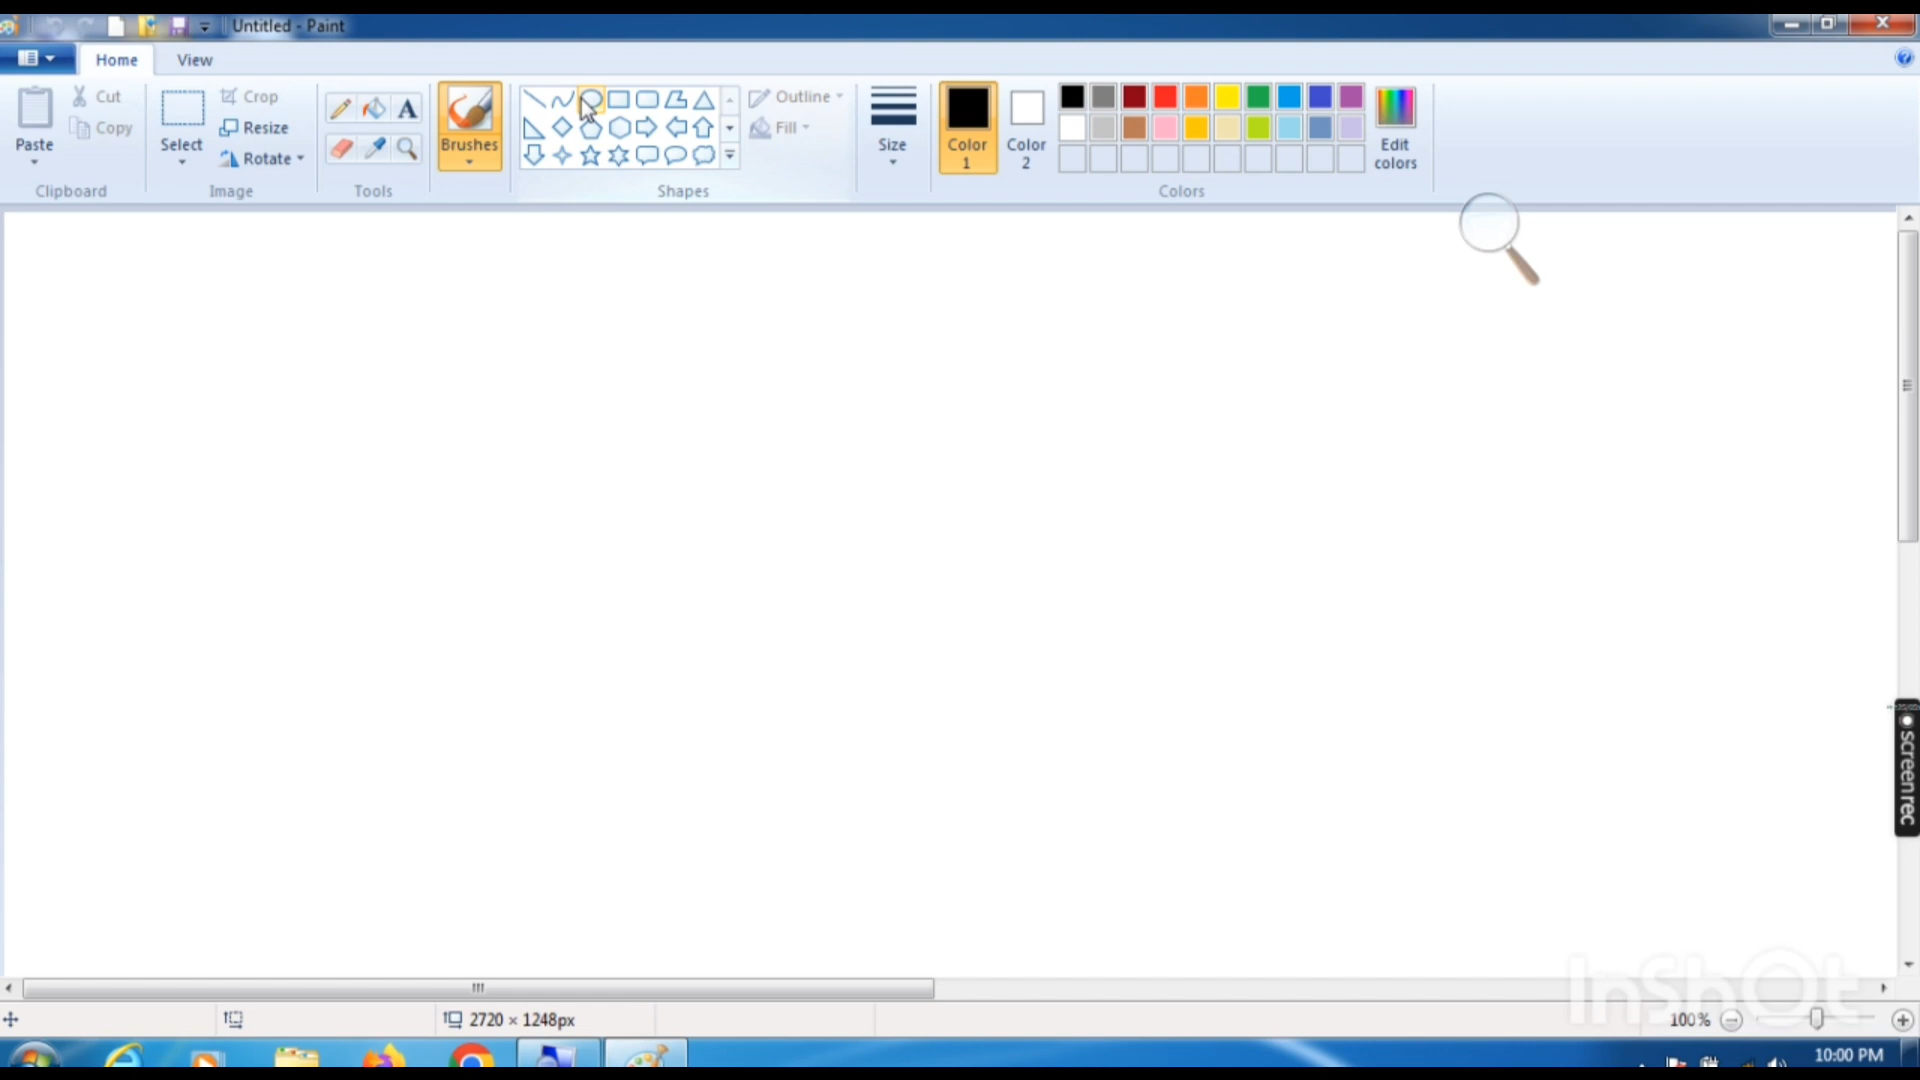 Untitled - Paint
Home View
Paste
Cut
Copy
Clipboard
Select
Crop
Resize
Rotate
Image
A
Tools
Brushes
Outline
Fill
Shapes
Size
Color
1
Color
2
Edit
colors
Colors
screenrec
InShOt
2720 × 1248px
100%
10:00 PM